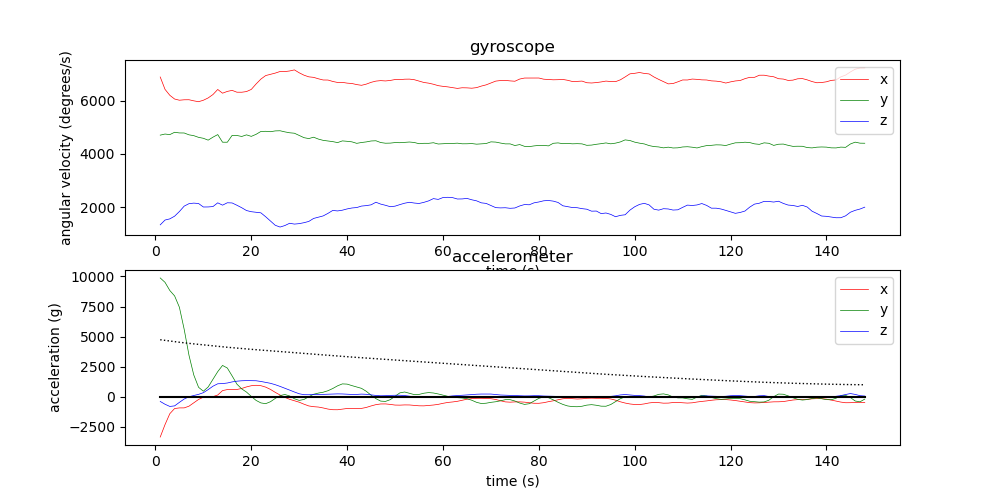 gyroscope
angular velocity (degrees/s)
6000
4000
2000
x
y
z
0 20 40 60 80 100 120 140
time (s)
accelerometer
acceleration (g)
10000
7500
5000
2500
0
−2500
x
y
z
0 20 40 60 80 100 120 140
time (s)